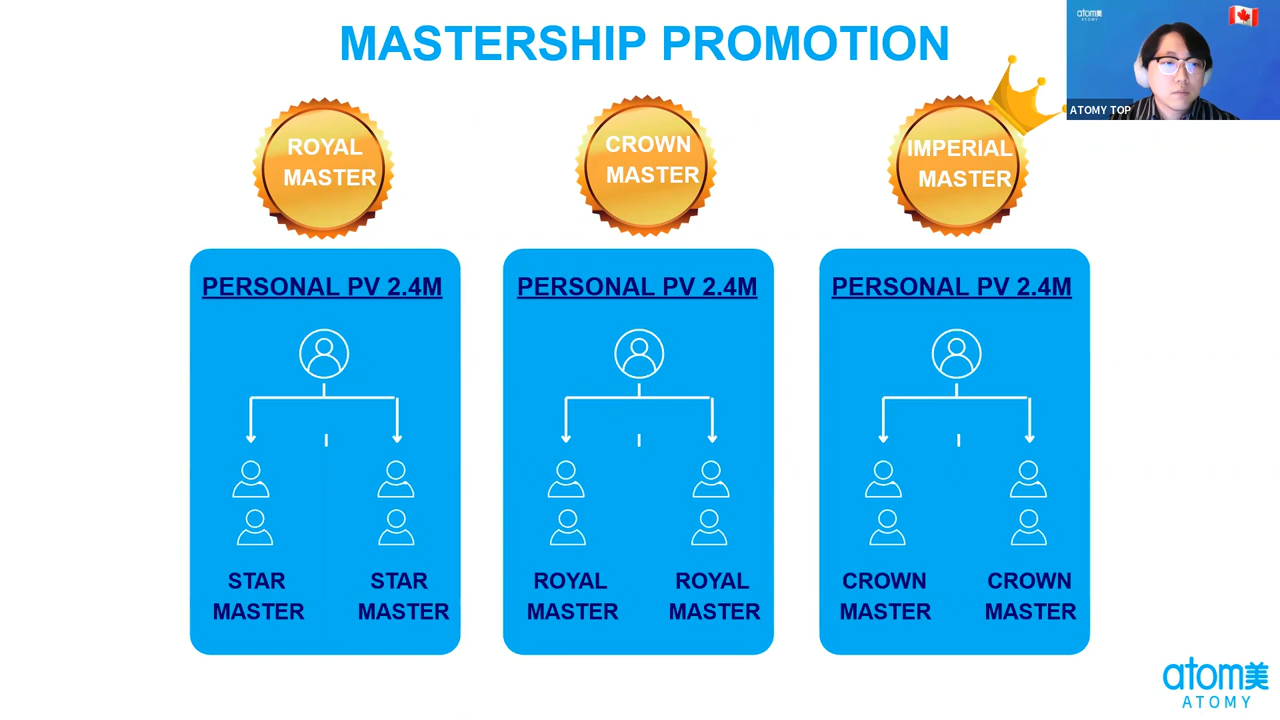 MASTERSHIP PROMOTION
atom美
ATOMY
ATOMY TOP
ROYAL
MASTER
CROWN
MASTER
IMPERIAL
MASTER
PERSONAL PV 2.4M
STAR
MASTER
STAR
MASTER
PERSONAL PV 2.4M
ROYAL
MASTER
ROYAL
MASTER
PERSONAL PV 2.4M
CROWN
MASTER
CROWN
MASTER
atom美
ATOMY